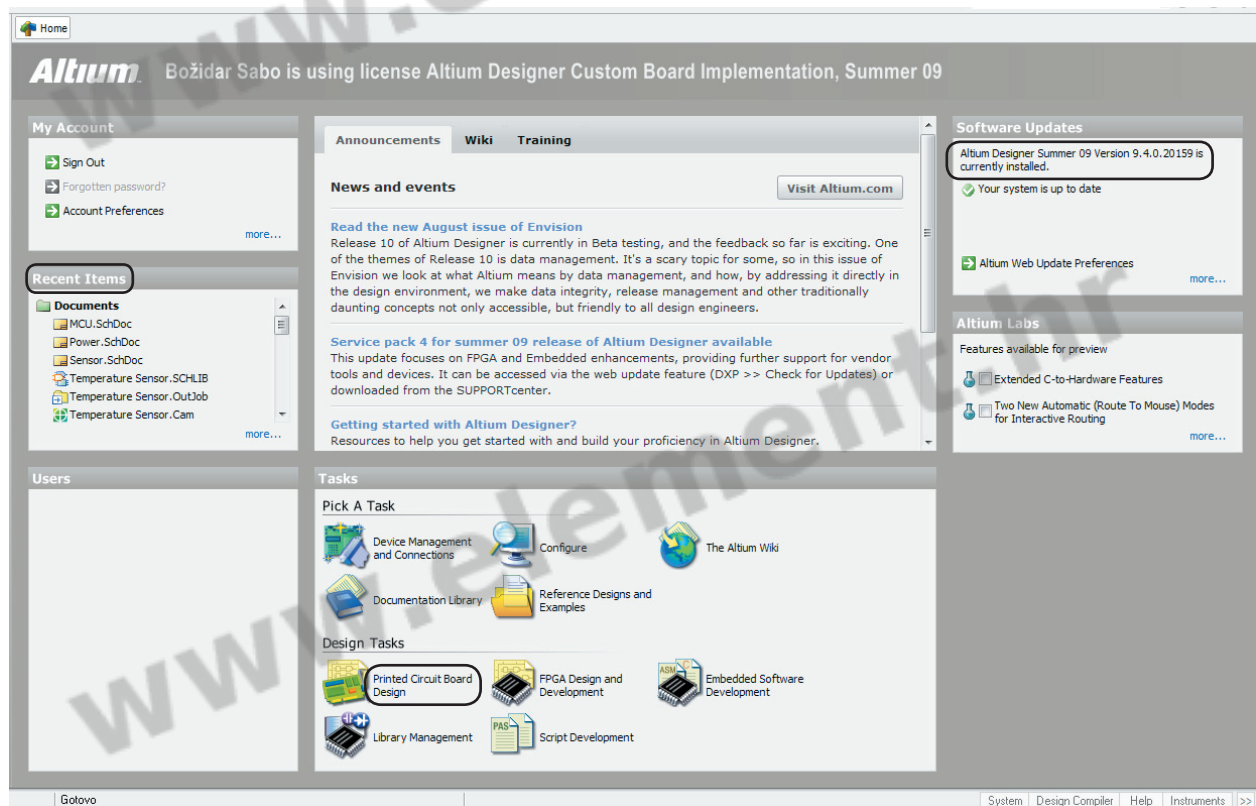 Home
Altium. Božidar Sabo is using license Altium Designer Custom Board Implementation, Summer 09
My Account
Sign Out
Forgotten password?
Account Preferences
more...
Recent Items
Documents
MCU.SchDoc
Power.SchDoc
Sensor.SchDoc
Temperature Sensor.SCHLIB
Temperature Sensor.OutJob
Temperature Sensor.Cam
more...
Users
Announcements Wiki Training
News and events
Visit Altium.com
Read the new August issue of Envision
Release 10 of Altium Designer is currently in Beta testing, and the feedback so far is exciting. One
of the themes of Release 10 is data management. It's a scary topic for some, so in this issue of
Envision we look at what Altium means by data management, and how, by addressing it directly in
the design environment, we make data integrity, release management and other traditionally
daunting concepts not only accessible, but friendly to all design engineers.
Service pack 4 for summer 09 release of Altium Designer available
This update focuses on FPGA and Embedded enhancements, providing further support for vendor
tools and devices. It can be accessed via the web update feature (DXP >> Check for Updates) or
downloaded from the SUPPORTcenter.
Getting started with Altium Designer?
Resources to help you get started with and build your proficiency in Altium Designer.
Tasks
Pick A Task
Device Management
and Connections
Configure
The Altium Wiki
Documentation Library
Reference Designs and
Examples
Design Tasks
Printed Circuit Board
Design
FPGA Design and
Development
ASM C
Embedded Software
Development
Library Management
PAS
Script Development
Software Updates
Altium Designer Summer 09 Version 9.4.0.20159 is
currently installed.
Your system is up to date
Altium Web Update Preferences
more...
Altium Labs
Features available for preview
Extended C-to-Hardware Features
Two New Automatic (Route To Mouse) Modes
for Interactive Routing
more...
Gotovo
System Design Compiler Help Instruments >>
www.element.hr